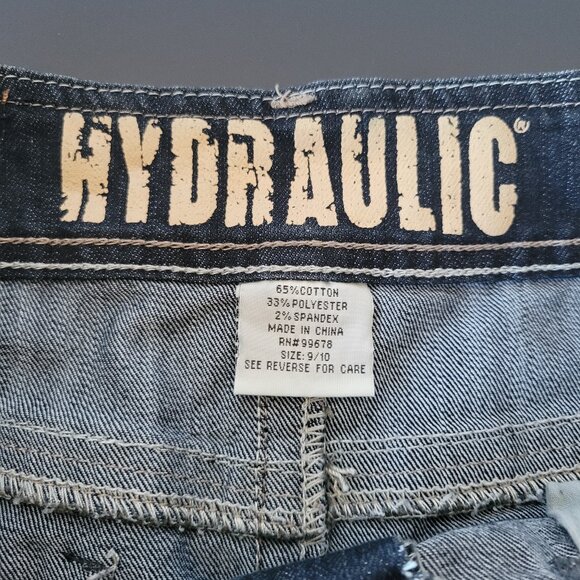 HYDRAULIC®
65%COTTON
33%POLYESTER
2%SPANDEX
MADE IN CHINA
RN#99678
SIZE: 9/10
SEE REVERSE FOR CARE